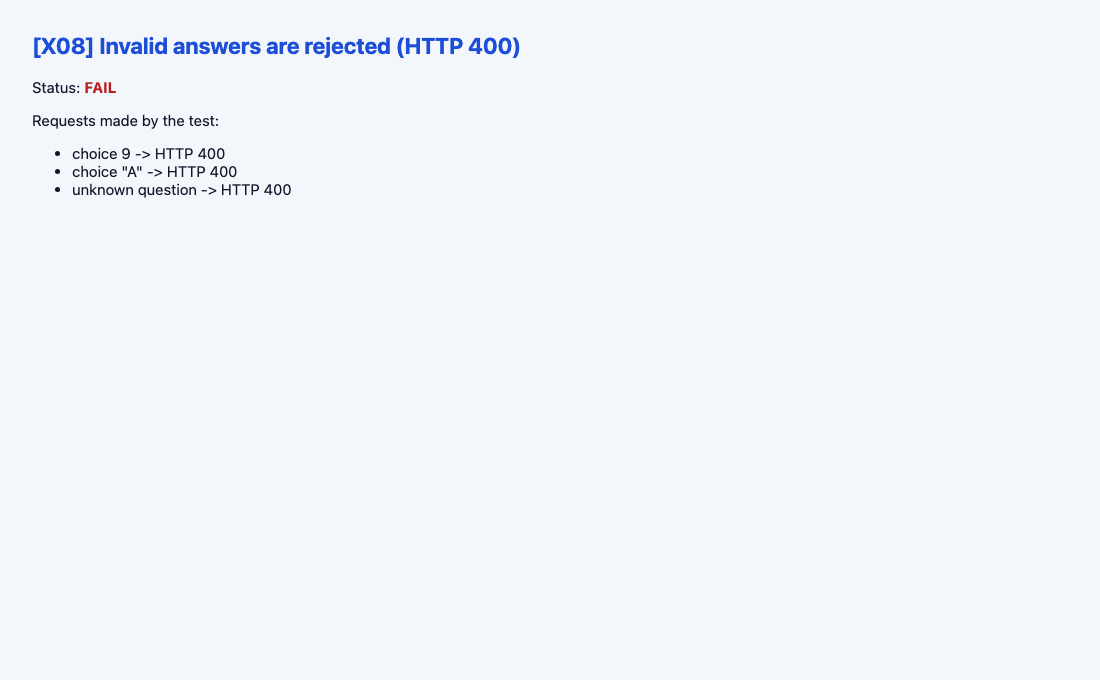 [X08] Invalid answers are rejected (HTTP 400)
Status: FAIL
Requests made by the test:
• choice 9 -> HTTP 400
• choice "A" -> HTTP 400
• unknown question -> HTTP 400